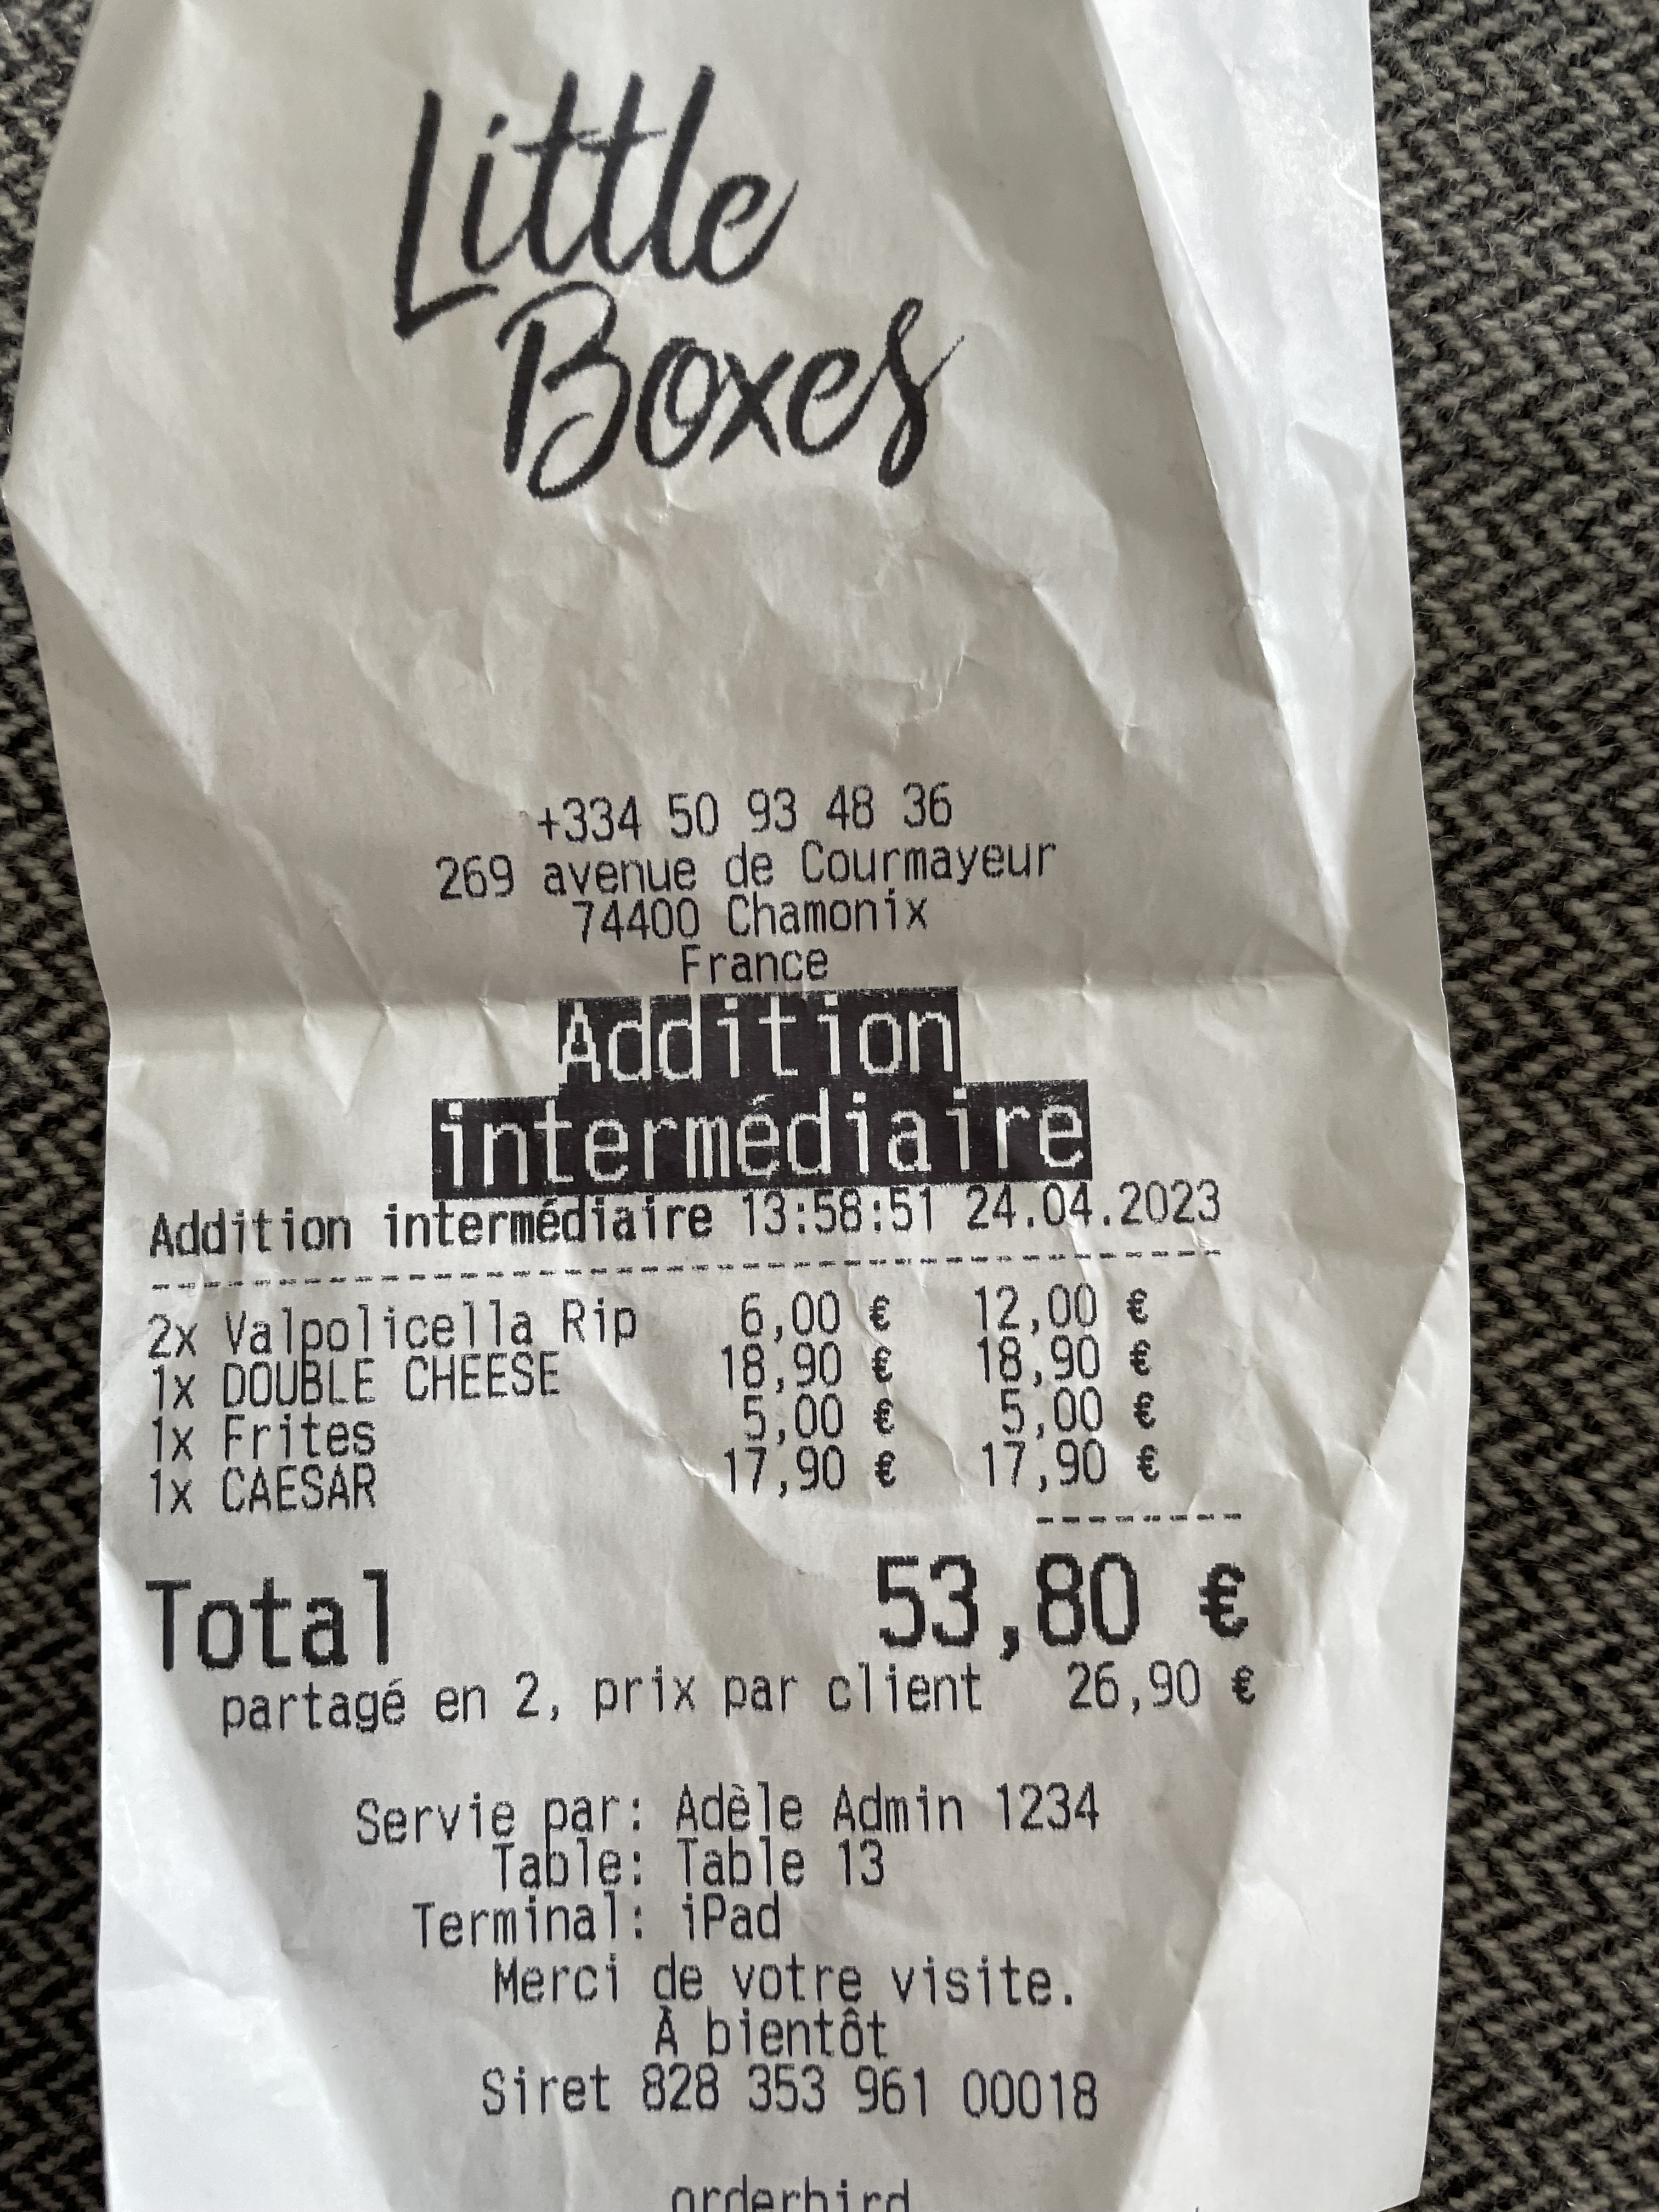 Little
Boxes
+334 50 93 48 36
269 avenue de Courmayeur
74400 Chamonix
France
Addition
intermédiaire
Addition intermédiaire 13:58:51 24.04.2023
--------------------------------------------
2x Valpolicella Rip 6,00 € 12,00 €
1x DOUBLE CHEESE 18,90 € 18,90 €
1x Frites 5,00 € 5,00 €
1x CAESAR 17,90 € 17,90 €
---------
Total 53,80 €
partagé en 2, prix par client 26,90 €
Servie par: Adèle Admin 1234
Table: Table 13
Terminal: iPad
Merci de votre visite.
À bientôt
Siret 828 353 961 00018
orderbird